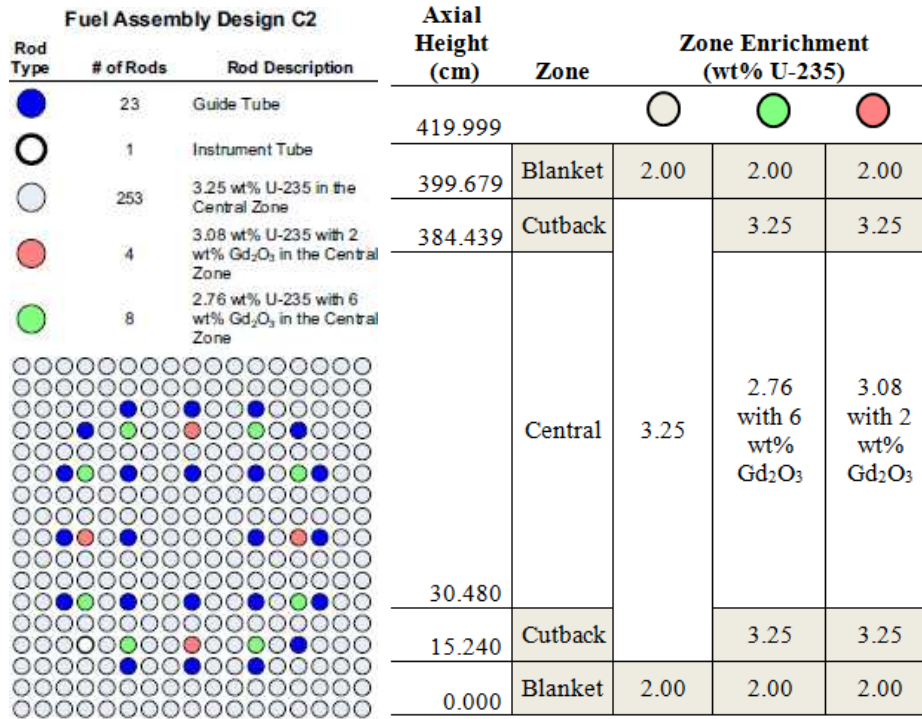 Fuel Assembly Design C2
Rod
Type
# of Rods
Rod Description
23
Guide Tube
1
Instrument Tube
253
3.25 wt% U-235 in the
Central Zone
4
3.08 wt% U-235 with 2
wt% Gd₂O₃ in the Central
Zone
8
2.76 wt% U-235 with 6
wt% Gd₂O₃ in the Central
Zone
Axial
Height
(cm)
Zone
Zone Enrichment
(wt% U-235)
419.999
Blanket
2.00
2.00
2.00
399.679
Cutback
3.25
3.25
384.439
Central
3.25
2.76
with 6
wt%
Gd₂O₃
3.08
with 2
wt%
Gd₂O₃
30.480
Cutback
3.25
3.25
15.240
Blanket
2.00
2.00
2.00
0.000